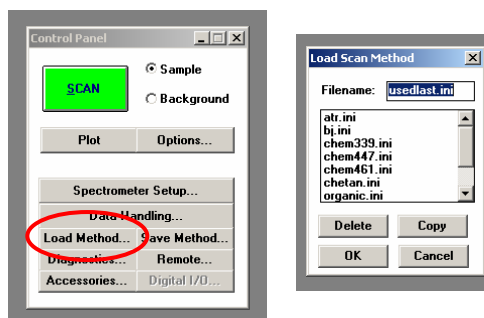 Control Panel
SCAN
Sample
Background
Plot
Options...
Spectrometer Setup...
Data Handling...
Load Method...
Save Method...
Diagnostics...
Remote...
Accessories...
Digital I/O...
Load Scan Method
Filename: usedlast.ini
atr.ini
bj.ini
chem339.ini
chem447.ini
chem461.ini
chetan.ini
organic.ini
Delete
Copy
OK
Cancel